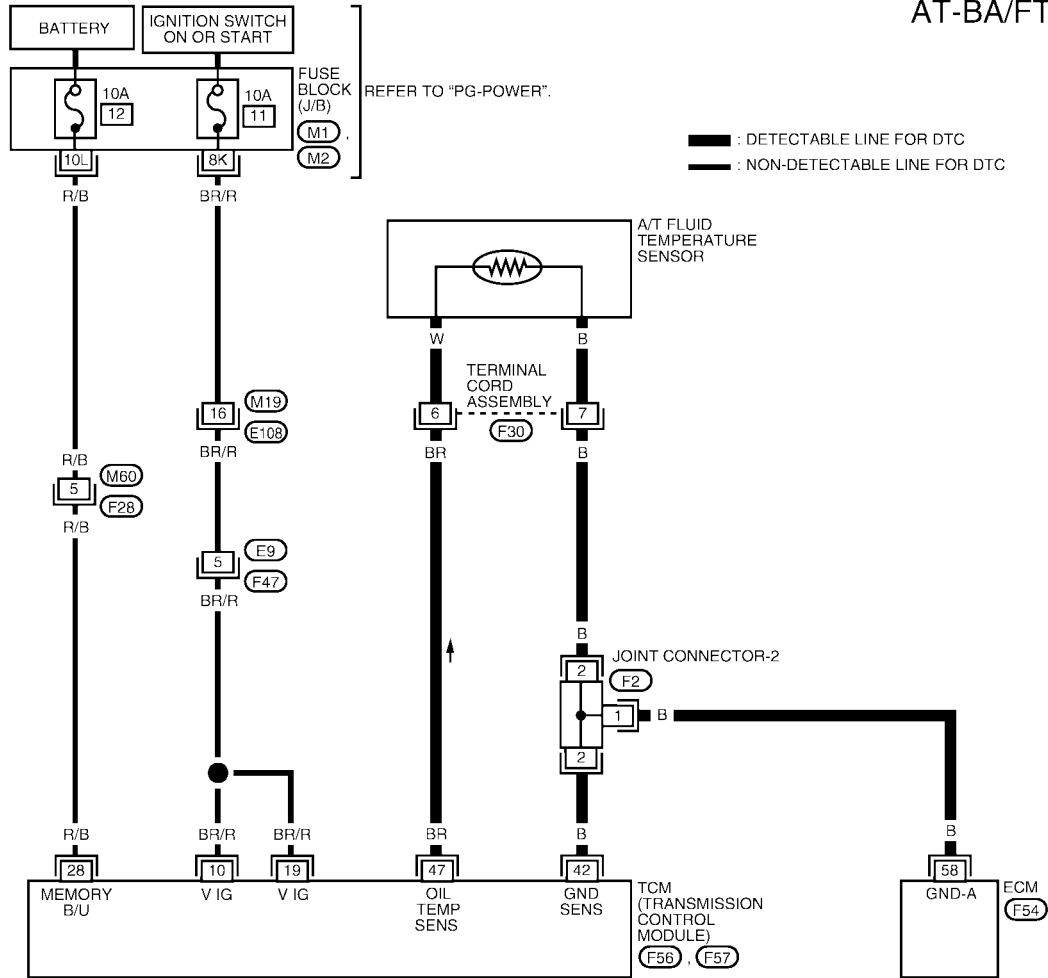 AT-BA/FT
BATTERY
IGNITION SWITCH
ON OR START
FUSE
BLOCK
(J/B)
M1 ,
M2
REFER TO "PG-POWER".
10A
12
10A
11
10L
8K
R/B
BR/R
: DETECTABLE LINE FOR DTC
: NON-DETECTABLE LINE FOR DTC
A/T FLUID
TEMPERATURE
SENSOR
W
B
TERMINAL
CORD
ASSEMBLY
6
7
F30
BR
B
16
M19
E108
BR/R
R/B
5
M60
F28
R/B
5
E9
F47
BR/R
B
JOINT CONNECTOR-2
2
F2
1
B
2
R/B
BR/R
BR/R
BR
B
B
28
10
19
47
42
58
MEMORY
B/U
V IG
V IG
OIL
TEMP
SENS
GND
SENS
TCM
(TRANSMISSION
CONTROL
MODULE)
F56 , F57
GND-A
ECM
F54